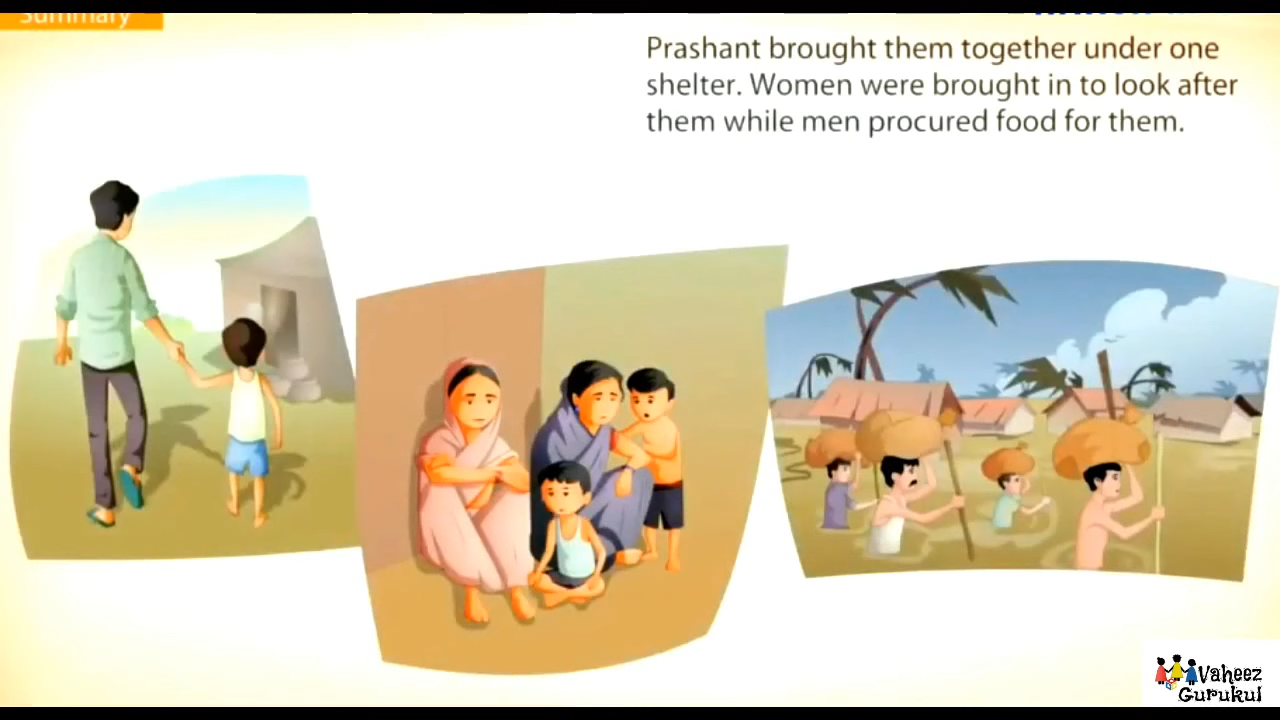 Summary
Prashant brought them together under one
shelter. Women were brought in to look after
them while men procured food for them.
Vaheez
Gurukul